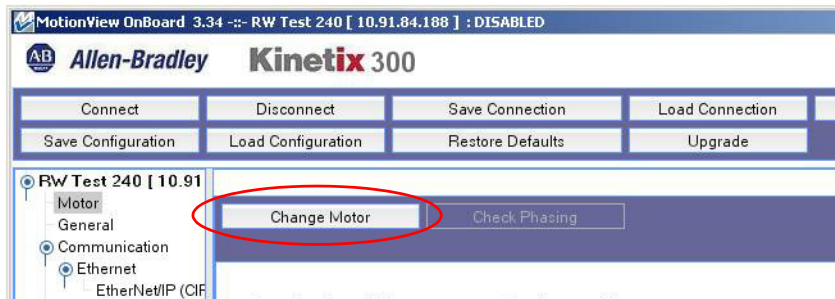 MotionView OnBoard 3.34 -::- RW Test 240 [ 10.91.84.188 ] : DISABLED
AB Allen-Bradley Kinetix 300
Connect Disconnect Save Connection Load Connection
Save Configuration Load Configuration Restore Defaults Upgrade
RW Test 240 [ 10.91
Motor
Change Motor Check Phasing
General
Communication
Ethernet
EtherNet/IP (CIF